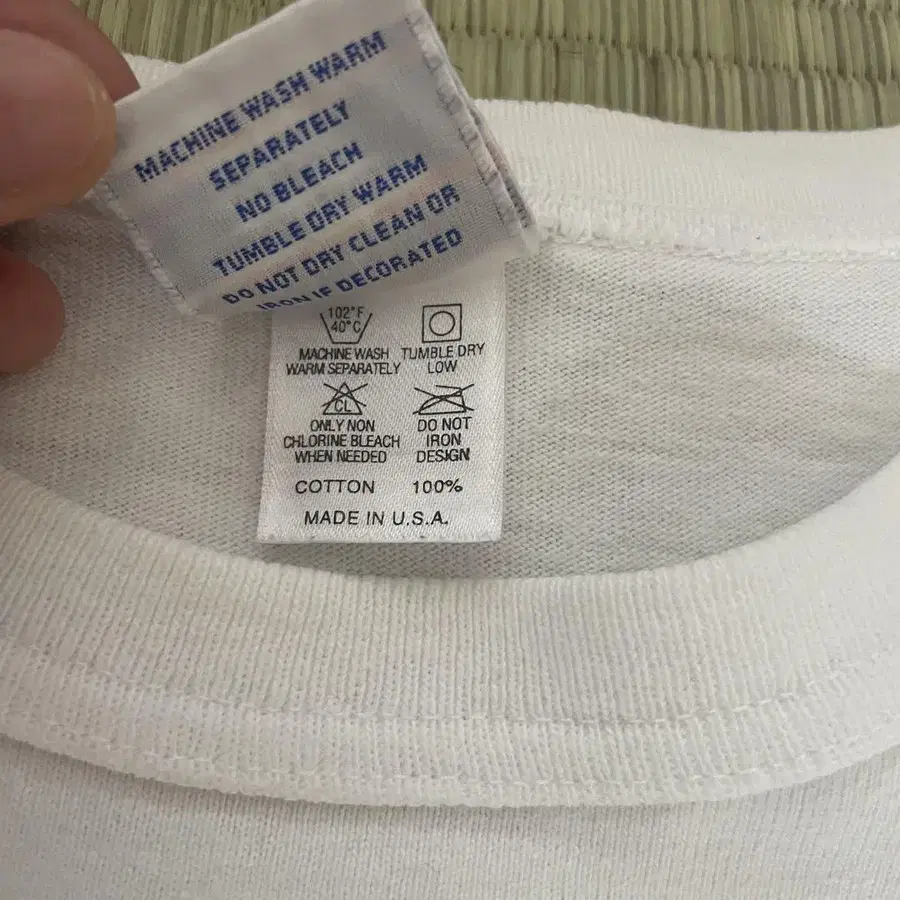 MACHINE WASH WARM
SEPARATELY
NO BLEACH
TUMBLE DRY WARM
DO NOT DRY CLEAN OR
IRON IF DECORATED
102°F
40°C
MACHINE WASH
WARM SEPARATELY
TUMBLE DRY
LOW
CL
ONLY NON
CHLORINE BLEACH
WHEN NEEDED
DO NOT
IRON
DESIGN
COTTON 100%
MADE IN U.S.A.